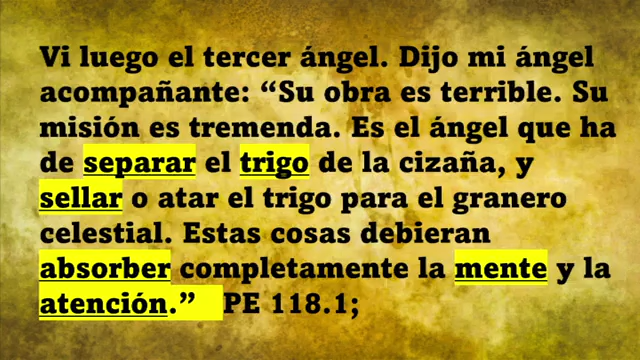 Vi luego el tercer ángel. Dijo mi ángel
acompañante: “Su obra es terrible. Su
misión es tremenda. Es el ángel que ha
de separar el trigo de la cizaña, y
sellar o atar el trigo para el granero
celestial. Estas cosas debieran
absorber completamente la mente y la
atención.” PE 118.1;